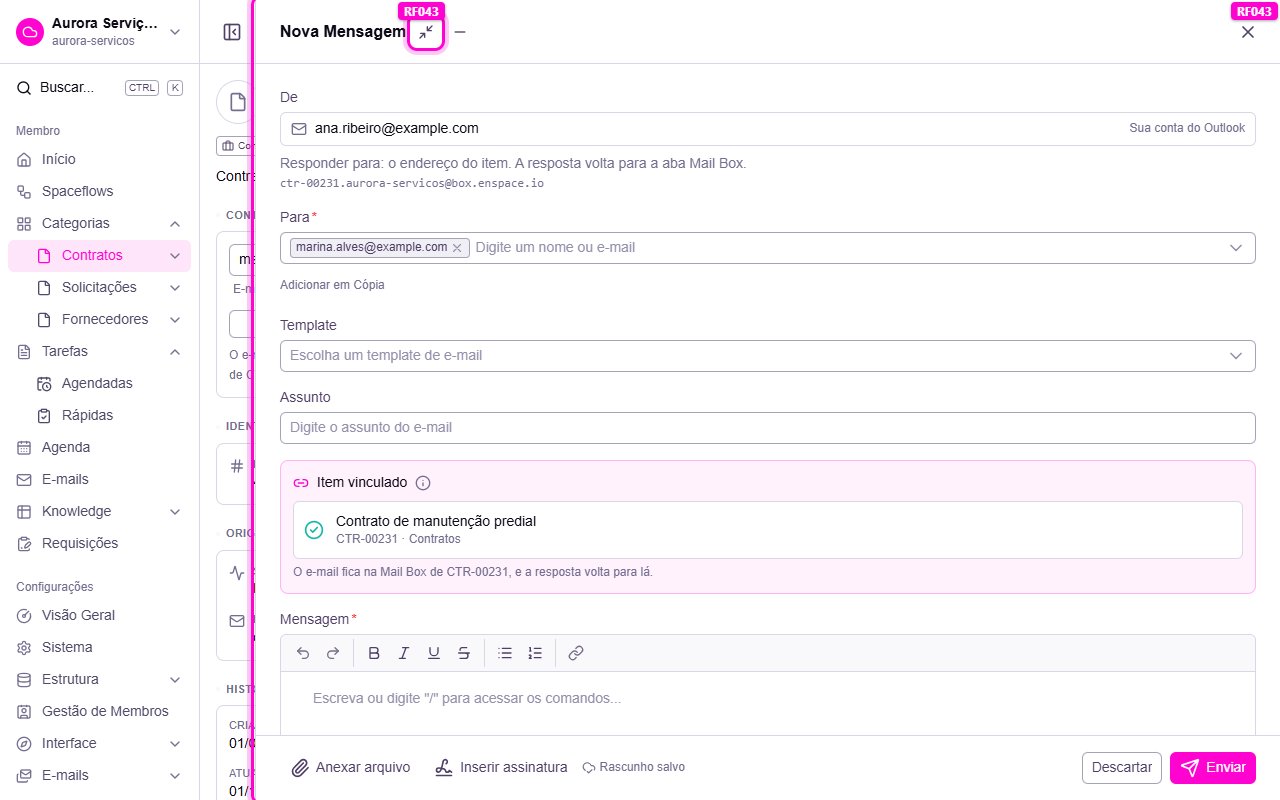 Aurora Serviç...
aurora-servicos
Buscar...
CTRL
K
Membro
Início
Spaceflows
Categorias
Contratos
Solicitações
Fornecedores
Tarefas
Agendadas
Rápidas
Agenda
E-mails
Knowledge
Requisições
Configurações
Visão Geral
Sistema
Estrutura
Gestão de Membros
Interface
E-mails
RF043
RF043
Nova Mensagem
De
ana.ribeiro@example.com
Sua conta do Outlook
Responder para: o endereço do item. A resposta volta para a aba Mail Box.
ctr-00231.aurora-servicos@box.enspace.io
Para*
marina.alves@example.com
Digite um nome ou e-mail
Adicionar em Cópia
Template
Escolha um template de e-mail
Assunto
Digite o assunto do e-mail
Item vinculado
Contrato de manutenção predial
CTR-00231 · Contratos
O e-mail fica na Mail Box de CTR-00231, e a resposta volta para lá.
Mensagem*
Escreva ou digite "/" para acessar os comandos...
Anexar arquivo
Inserir assinatura
Rascunho salvo
Descartar
Enviar